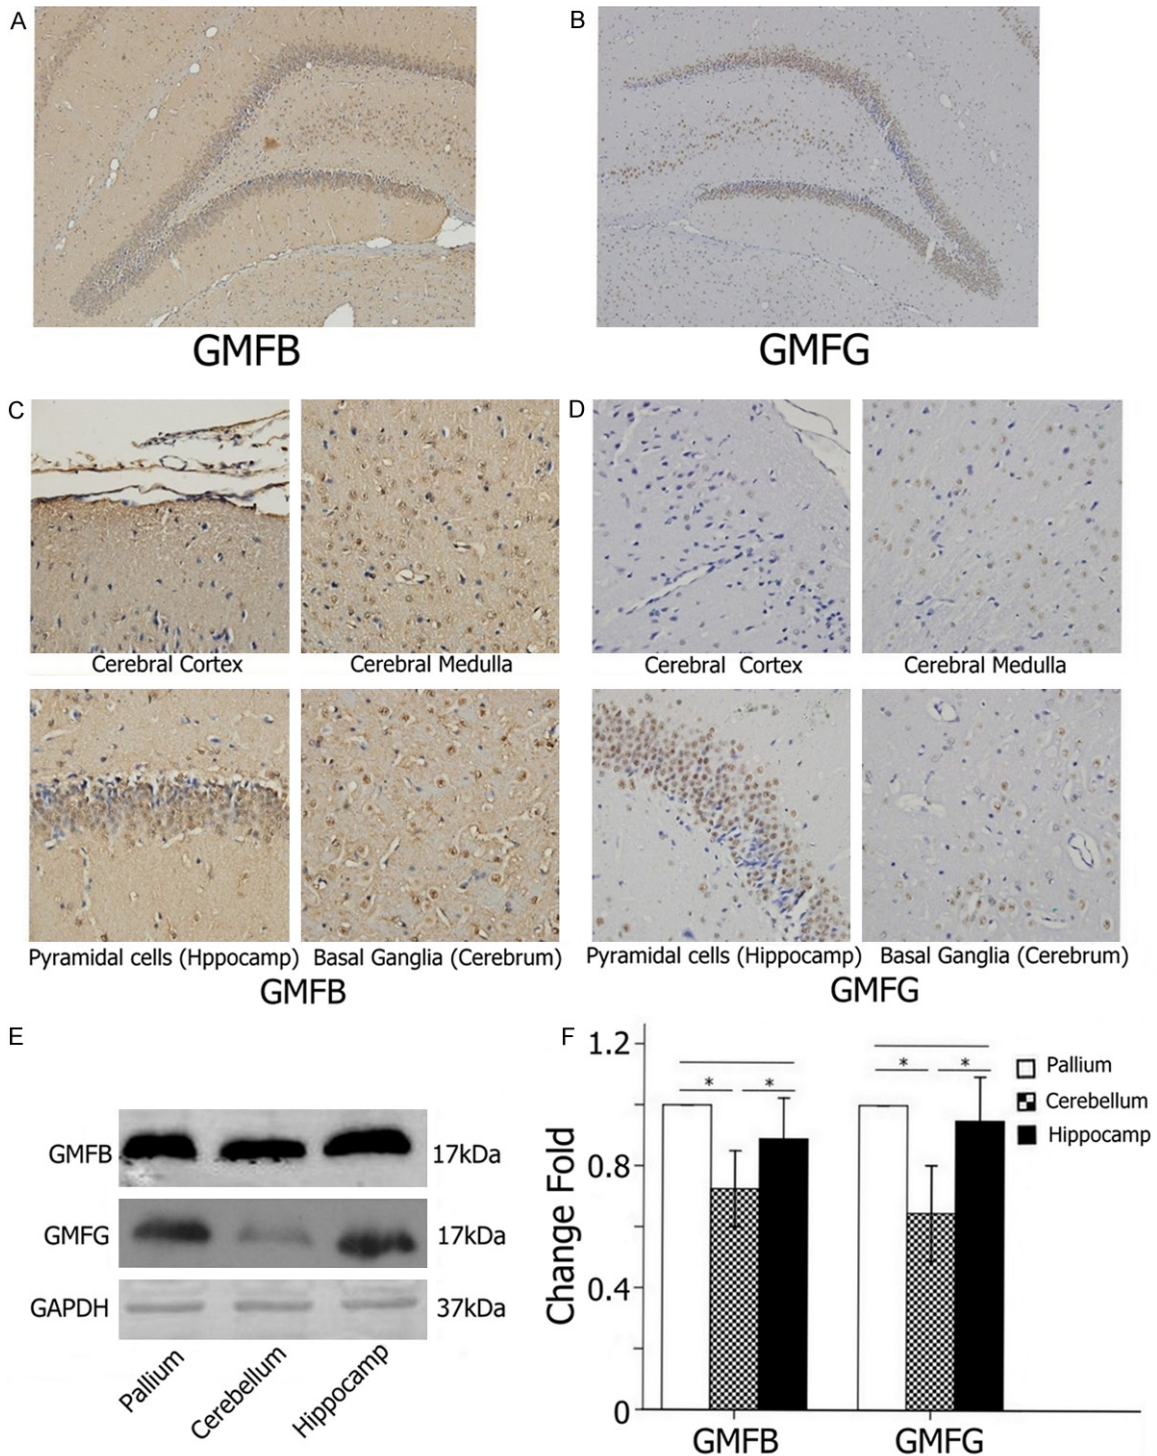 A
B
GMFB
GMFG
C
D
Cerebral Cortex
Cerebral Medulla
Cerebral Cortex
Cerebral Medulla
Pyramidal cells (Hppocamp)
Basal Ganglia (Cerebrum)
Pyramidal cells (Hippocamp)
Basal Ganglia (Cerebrum)
GMFB
GMFG
E
GMFB
17kDa
GMFG
17kDa
GAPDH
37kDa
Pallium
Cerebellum
Hippocamp
F
Change Fold
1.2
0.8
0.4
0
* *
* *
Pallium
Cerebellum
Hippocamp
GMFB
GMFG